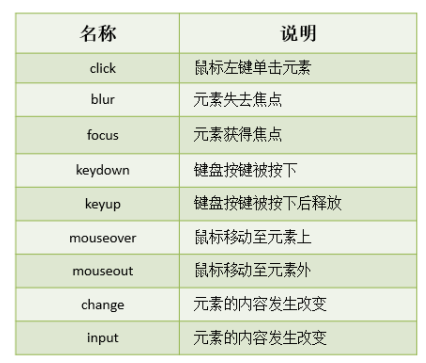 名称 说明
click 鼠标左键单击元素
blur 元素失去焦点
focus 元素获得焦点
keydown 键盘按键被按下
keyup 键盘按键被按下后释放
mouseover 鼠标移动至元素上
mouseout 鼠标移动至元素外
change 元素的内容发生改变
input 元素的内容发生改变